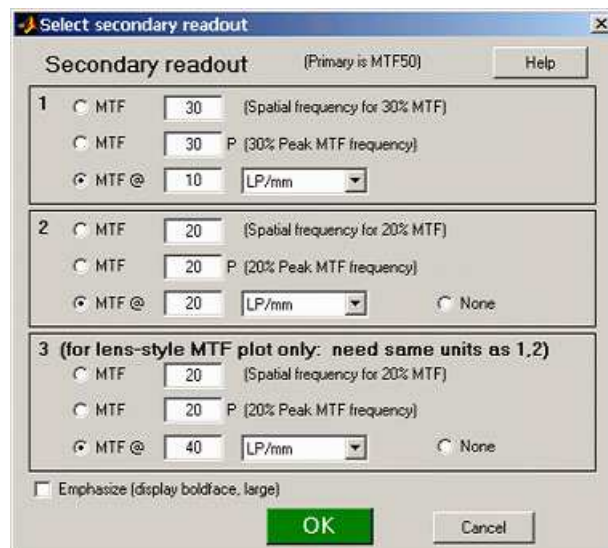 Select secondary readout
Secondary readout (Primary is MTF50) Help
1 MTF 30 (Spatial frequency for 30% MTF)
MTF 30 P (30% Peak MTF frequency)
MTF @ 10 LP/mm
2 MTF 20 (Spatial frequency for 20% MTF)
MTF 20 P (20% Peak MTF frequency)
MTF @ 20 LP/mm None
3 (for lens-style MTF plot only: need same units as 1,2)
MTF 20 (Spatial frequency for 20% MTF)
MTF 20 P (20% Peak MTF frequency)
MTF @ 40 LP/mm None
Emphasize (display boldface, large)
OK Cancel